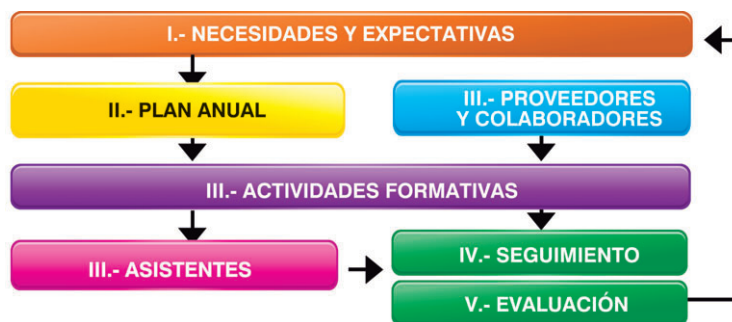 I.- NECESIDADES Y EXPECTATIVAS
II.- PLAN ANUAL
III.- PROVEEDORES
Y COLABORADORES
III.- ACTIVIDADES FORMATIVAS
III.- ASISTENTES
IV.- SEGUIMIENTO
V.- EVALUACIÓN